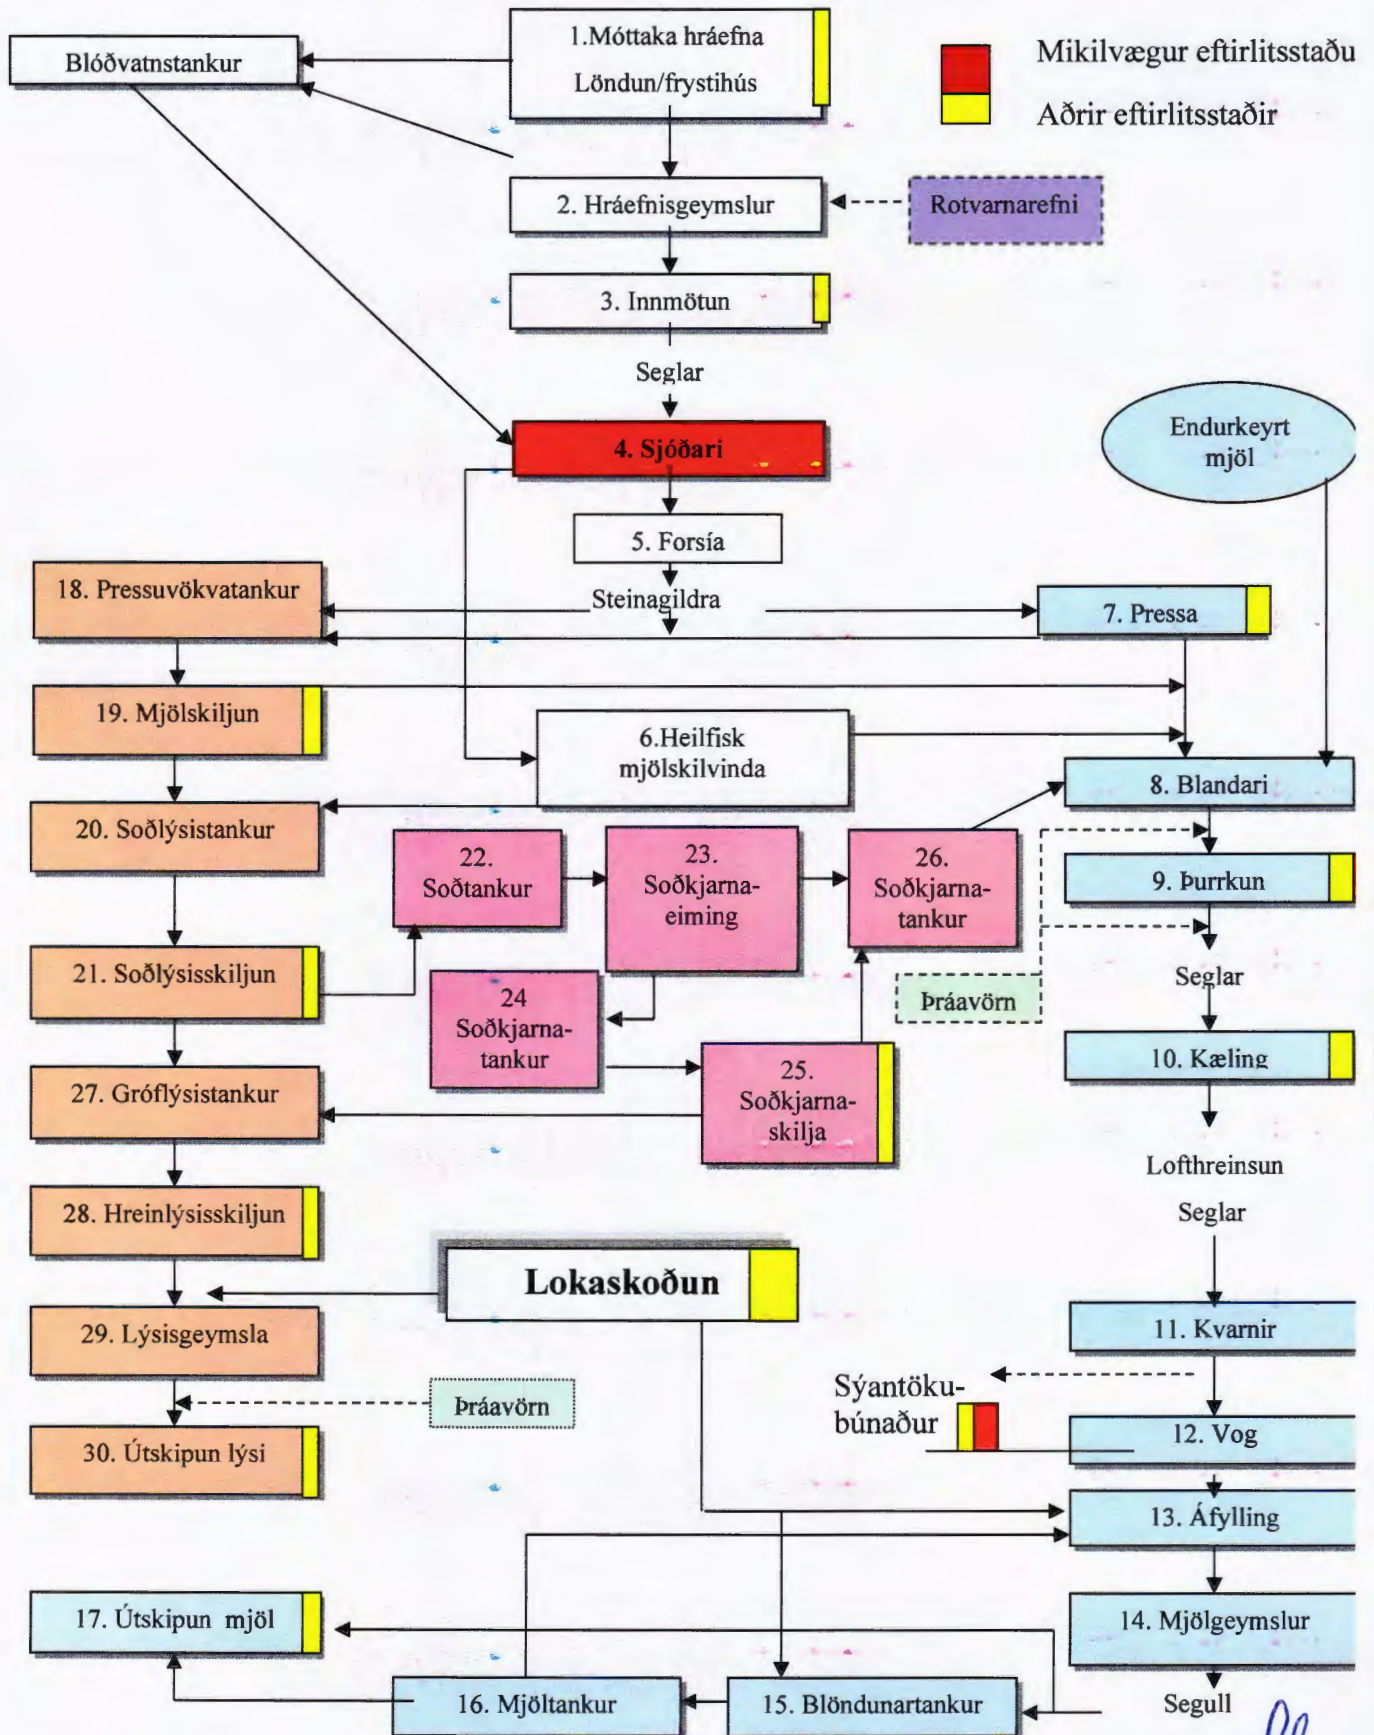 1.Móttaka hráefna
Löndun/frystihús
Blóðvatnstankur
Mikilvægur eftirlitsstaðu
Aðrir eftirlitsstaðir
2. Hráefnisgeymslur
Rotvarnarefni
3. Innmötun
Seglar
4. Sjóðari
Endurkeyrt
mjöl
5. Forsía
Steinagildra
18. Pressuvökvatankur
7. Pressa
19. Mjölskiljun
6.Heilfisk
mjölskilvinda
8. Blandari
20. Soðlýsistankur
22.
Soðtankur
23.
Soðkjarna-
eiming
26.
Soðkjarna-
tankur
9. Þurrkun
21. Soðlýsisskiljun
24
Soðkjarna-
tankur
Þráavörn
Seglar
25.
Soðkjarna-
skilja
10. Kæling
27. Gróflýsistankur
Lofthreinsun
Seglar
28. Hreinlýsisskiljun
Lokaskoðun
29. Lýsisgeymsla
11. Kvarnir
Þráavörn
Sýantöku-
búnaður
12. Vog
30. Útskipun lýsi
13. Áfylling
17. Útskipun mjöl
14. Mjölgeymslur
16. Mjöltankur
15. Blöndunartankur
Segull